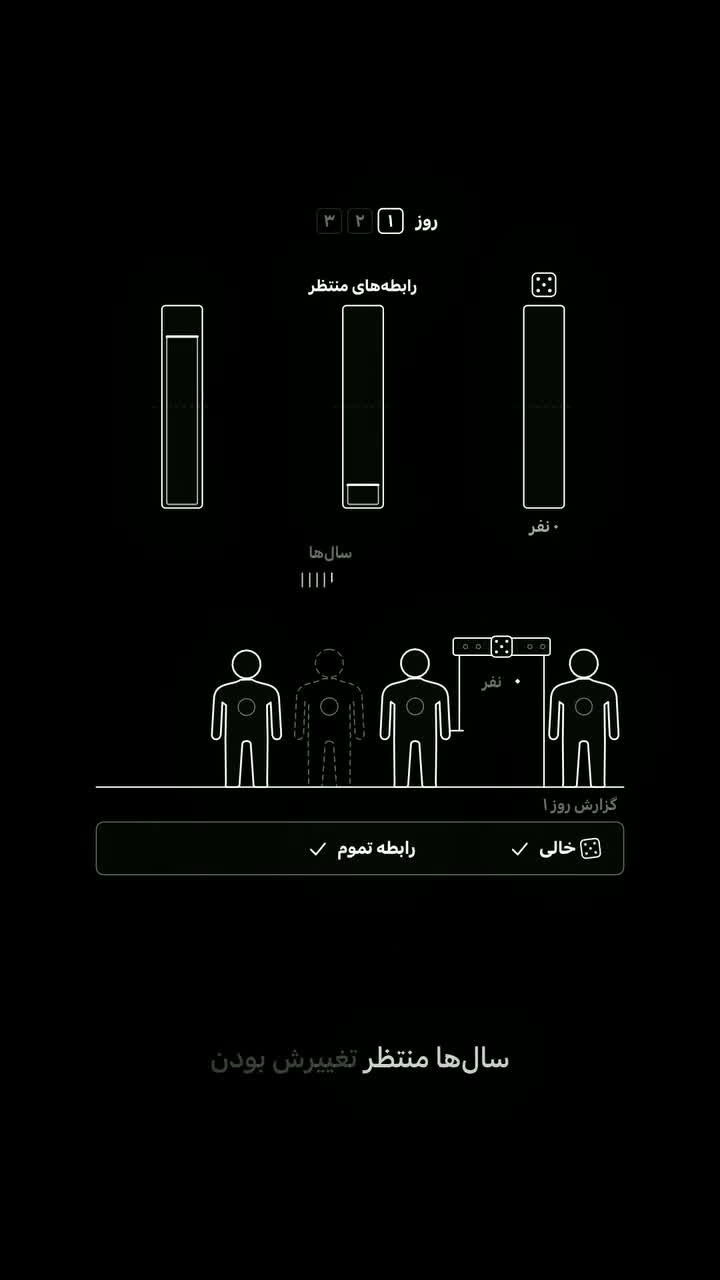 روز ۱ ۲ ۳
رابطه‌های منتظر
۰ نفر
سال‌ها
۰ نفر
گزارش روز ۱
خالی ✓ رابطه تموم ✓
سال‌ها منتظر تغییرش بودن